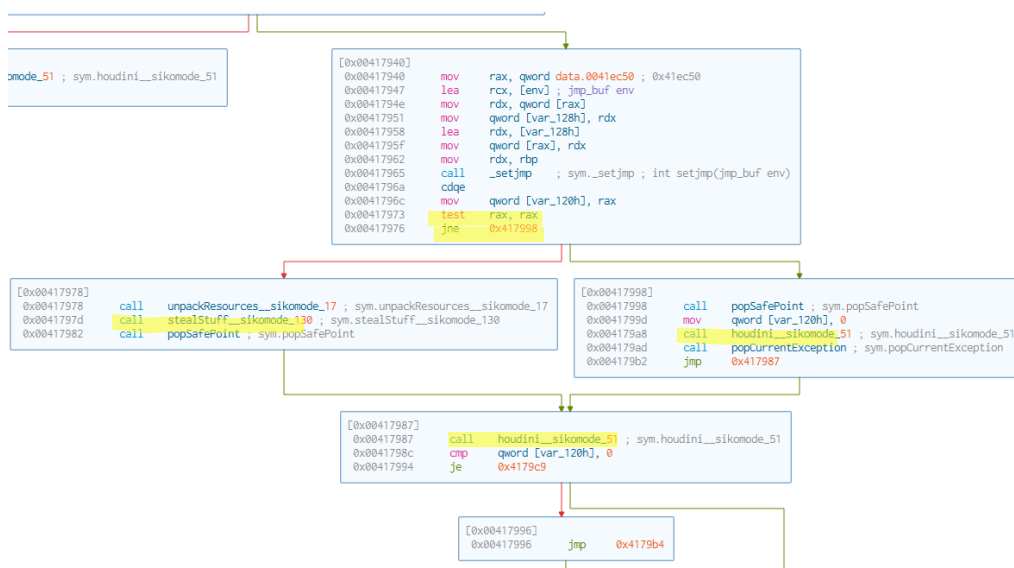 omode_51 ; sym.houdini__sikomode_51
[0x00417940]
0x00417940 mov rax, qword data.0041ec50 ; 0x41ec50
0x00417947 lea rcx, [env] ; jmp_buf env
0x0041794e mov rdx, qword [rax]
0x00417951 mov qword [var_128h], rdx
0x00417958 lea rdx, [var_128h]
0x0041795f mov qword [rax], rdx
0x00417962 mov rdx, rbp
0x00417965 call _setjmp ; sym._setjmp ; int setjmp(jmp_buf env)
0x0041796a cdqe
0x0041796c mov qword [var_120h], rax
0x00417973 test rax, rax
0x00417976 jne 0x417998
[0x00417978]
0x00417978 call unpackResources__sikomode_17 ; sym.unpackResources__sikomode_17
0x0041797d call stealStuff__sikomode_130 ; sym.stealStuff__sikomode_130
0x00417982 call popSafePoint ; sym.popSafePoint
[0x00417998]
0x00417998 call popSafePoint ; sym.popSafePoint
0x0041799d mov qword [var_120h], 0
0x004179a8 call houdini__sikomode_51 ; sym.houdini__sikomode_51
0x004179ad call popCurrentException ; sym.popCurrentException
0x004179b2 jmp 0x417987
[0x00417987]
0x00417987 call houdini__sikomode_51 ; sym.houdini__sikomode_51
0x0041798c cmp qword [var_120h], 0
0x00417994 je 0x4179c9
[0x00417996]
0x00417996 jmp 0x4179b4